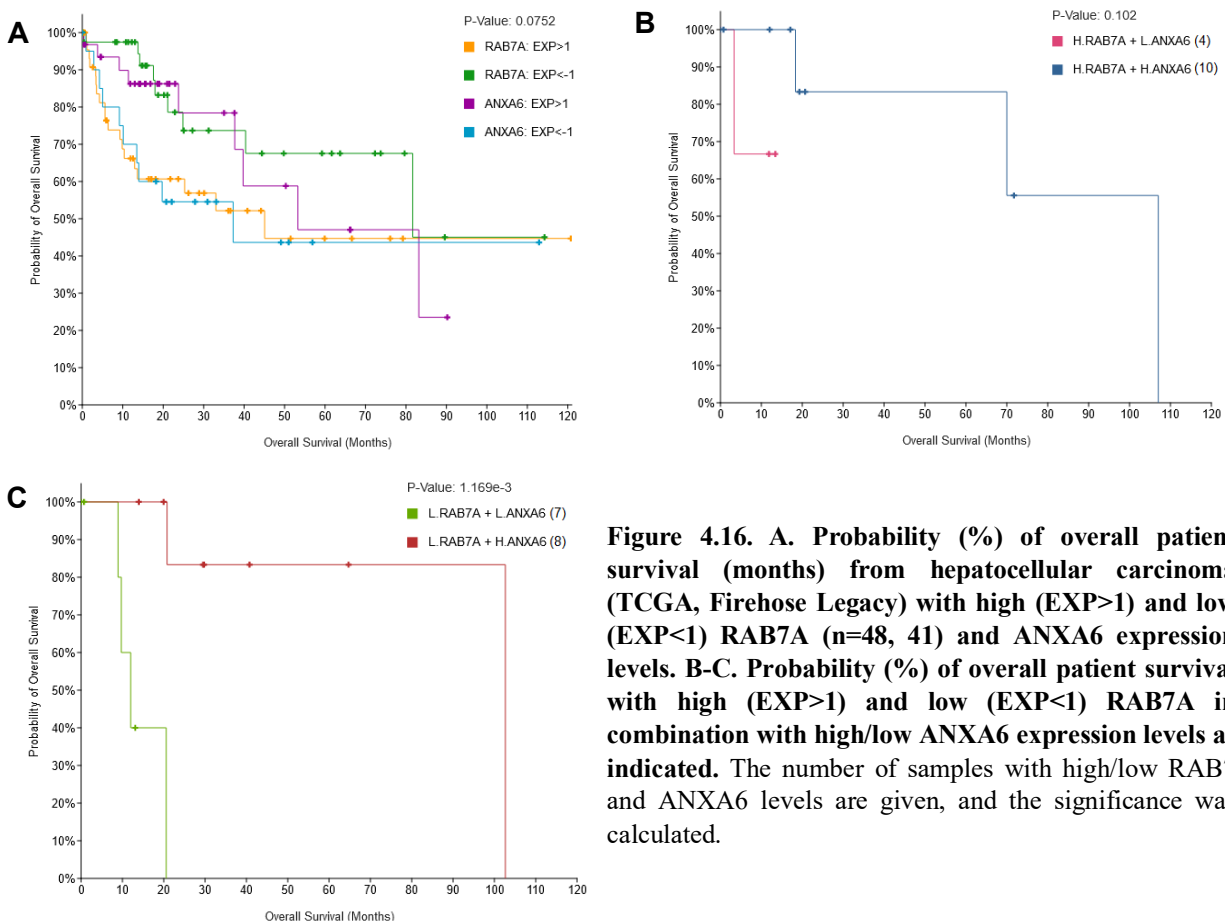 A
P-Value: 0.0752
RAB7A: EXP>1
RAB7A: EXP<-1
ANXA6: EXP>1
ANXA6: EXP<-1
100%
90%
80%
70%
60%
50%
40%
30%
20%
10%
0%
Probability of Overall Survival
0 10 20 30 40 50 60 70 80 90 100 110 120
Overall Survival (Months)
B
P-Value: 0.102
H.RAB7A + L.ANXA6 (4)
H.RAB7A + H.ANXA6 (10)
100%
90%
80%
70%
60%
50%
40%
30%
20%
10%
0%
Probability of Overall Survival
0 10 20 30 40 50 60 70 80 90 100 110 120
Overall Survival (Months)
C
P-Value: 1.169e-3
L.RAB7A + L.ANXA6 (7)
L.RAB7A + H.ANXA6 (8)
100%
90%
80%
70%
60%
50%
40%
30%
20%
10%
0%
Probability of Overall Survival
0 10 20 30 40 50 60 70 80 90 100 110 120
Overall Survival (Months)
Figure 4.16. A. Probability (%) of overall patien
survival (months) from hepatocellular carcinoma
(TCGA, Firehose Legacy) with high (EXP>1) and low
(EXP<1) RAB7A (n=48, 41) and ANXA6 expression
levels. B-C. Probability (%) of overall patient surviva
with high (EXP>1) and low (EXP<1) RAB7A in
combination with high/low ANXA6 expression levels a
indicated. The number of samples with high/low RAB7
and ANXA6 levels are given, and the significance wa
calculated.